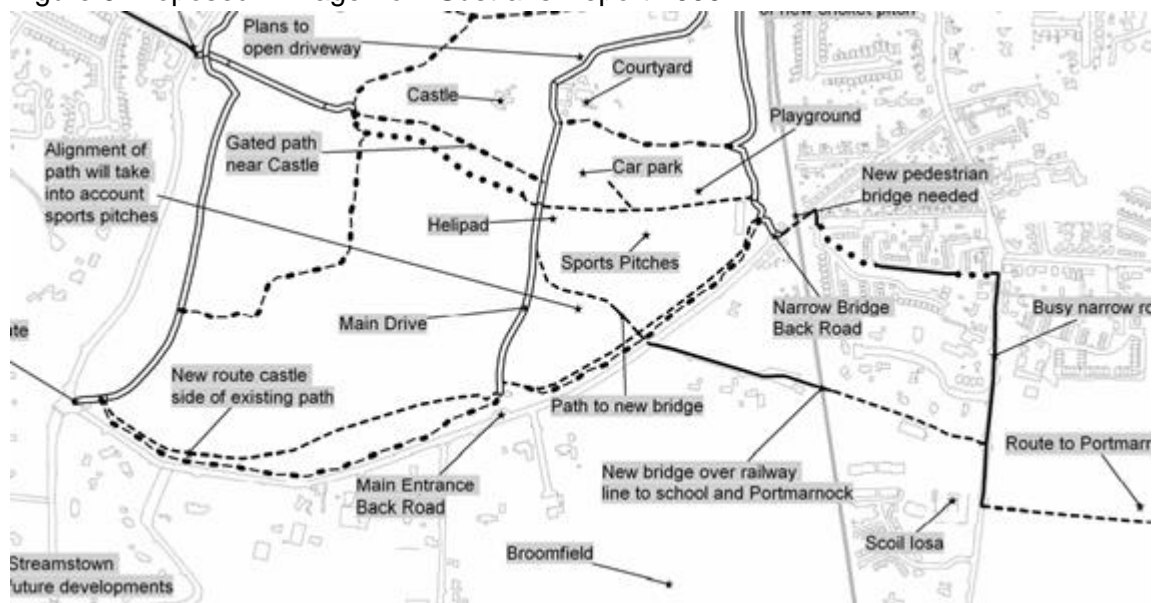 Plans to
open driveway
Courtyard
Castle
Playground
Alignment of
path will take
into account
sports pitches
Gated path
near Castle
Car park
New pedestrian
bridge needed
Helipad
Sports Pitches
Main Drive
Narrow Bridge
Back Road
Busy narrow
New route castle
side of existing path
Path to new bridge
Main Entrance
Back Road
New bridge over railway
line to school and Portmarnock
Route to
Scoil Iosa
Broomfield
Streamstown
future developments